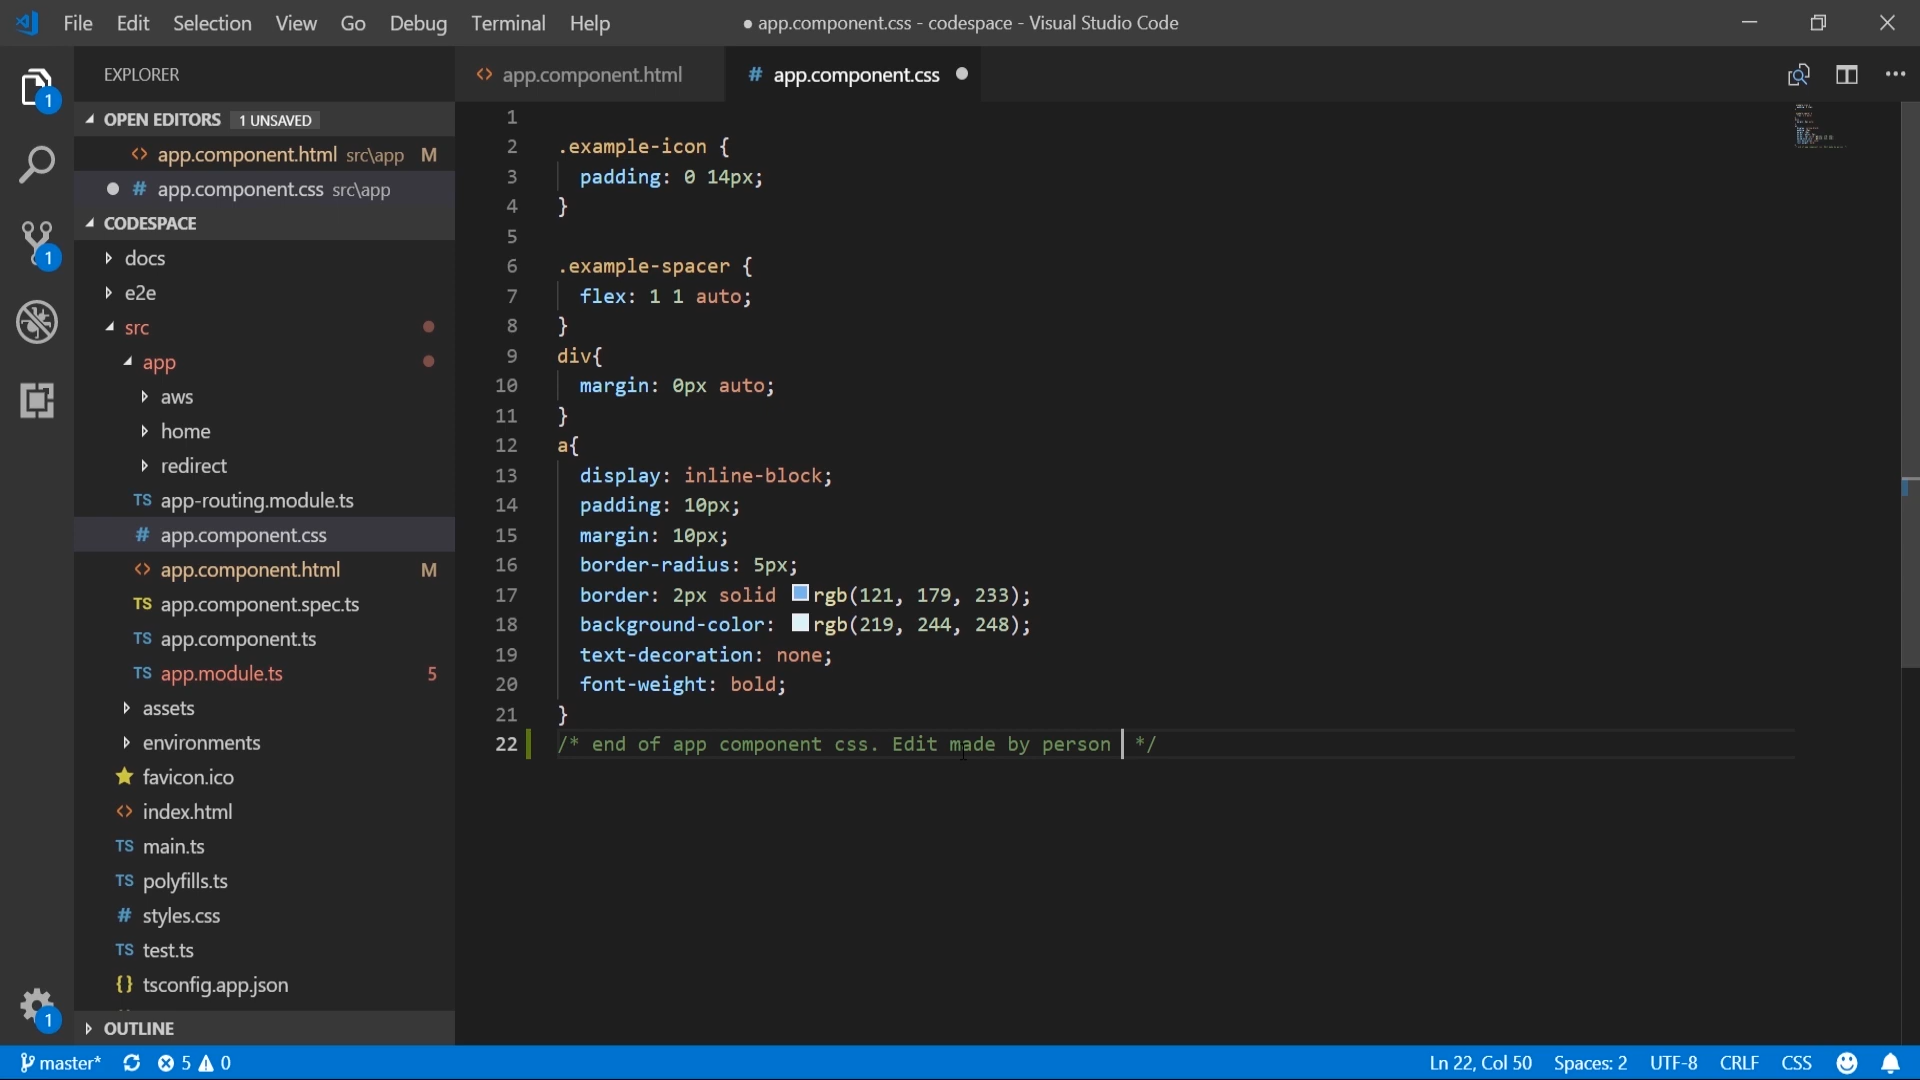 File Edit Selection View Go Debug Terminal Help
● app.component.css - codespace - Visual Studio Code
EXPLORER
OPEN EDITORS 1 UNSAVED
<> app.component.html src\app M
# app.component.css src\app
CODESPACE
docs
e2e
src
app
aws
home
redirect
TS app-routing.module.ts
# app.component.css
<> app.component.html M
TS app.component.spec.ts
TS app.component.ts
TS app.module.ts 5
assets
environments
favicon.ico
<> index.html
TS main.ts
TS polyfills.ts
# styles.css
TS test.ts
{} tsconfig.app.json
OUTLINE
1
1
1
<> app.component.html
# app.component.css
1
2 .example-icon {
3 padding: 0 14px;
4 }
5
6 .example-spacer {
7 flex: 1 1 auto;
8 }
9 div{
10 margin: 0px auto;
11 }
12 a{
13 display: inline-block;
14 padding: 10px;
15 margin: 10px;
16 border-radius: 5px;
17 border: 2px solid rgb(121, 179, 233);
18 background-color: rgb(219, 244, 248);
19 text-decoration: none;
20 font-weight: bold;
21 }
22 /* end of app component css. Edit made by person */
master* 5 0
Ln 22, Col 50 Spaces: 2 UTF-8 CRLF CSS